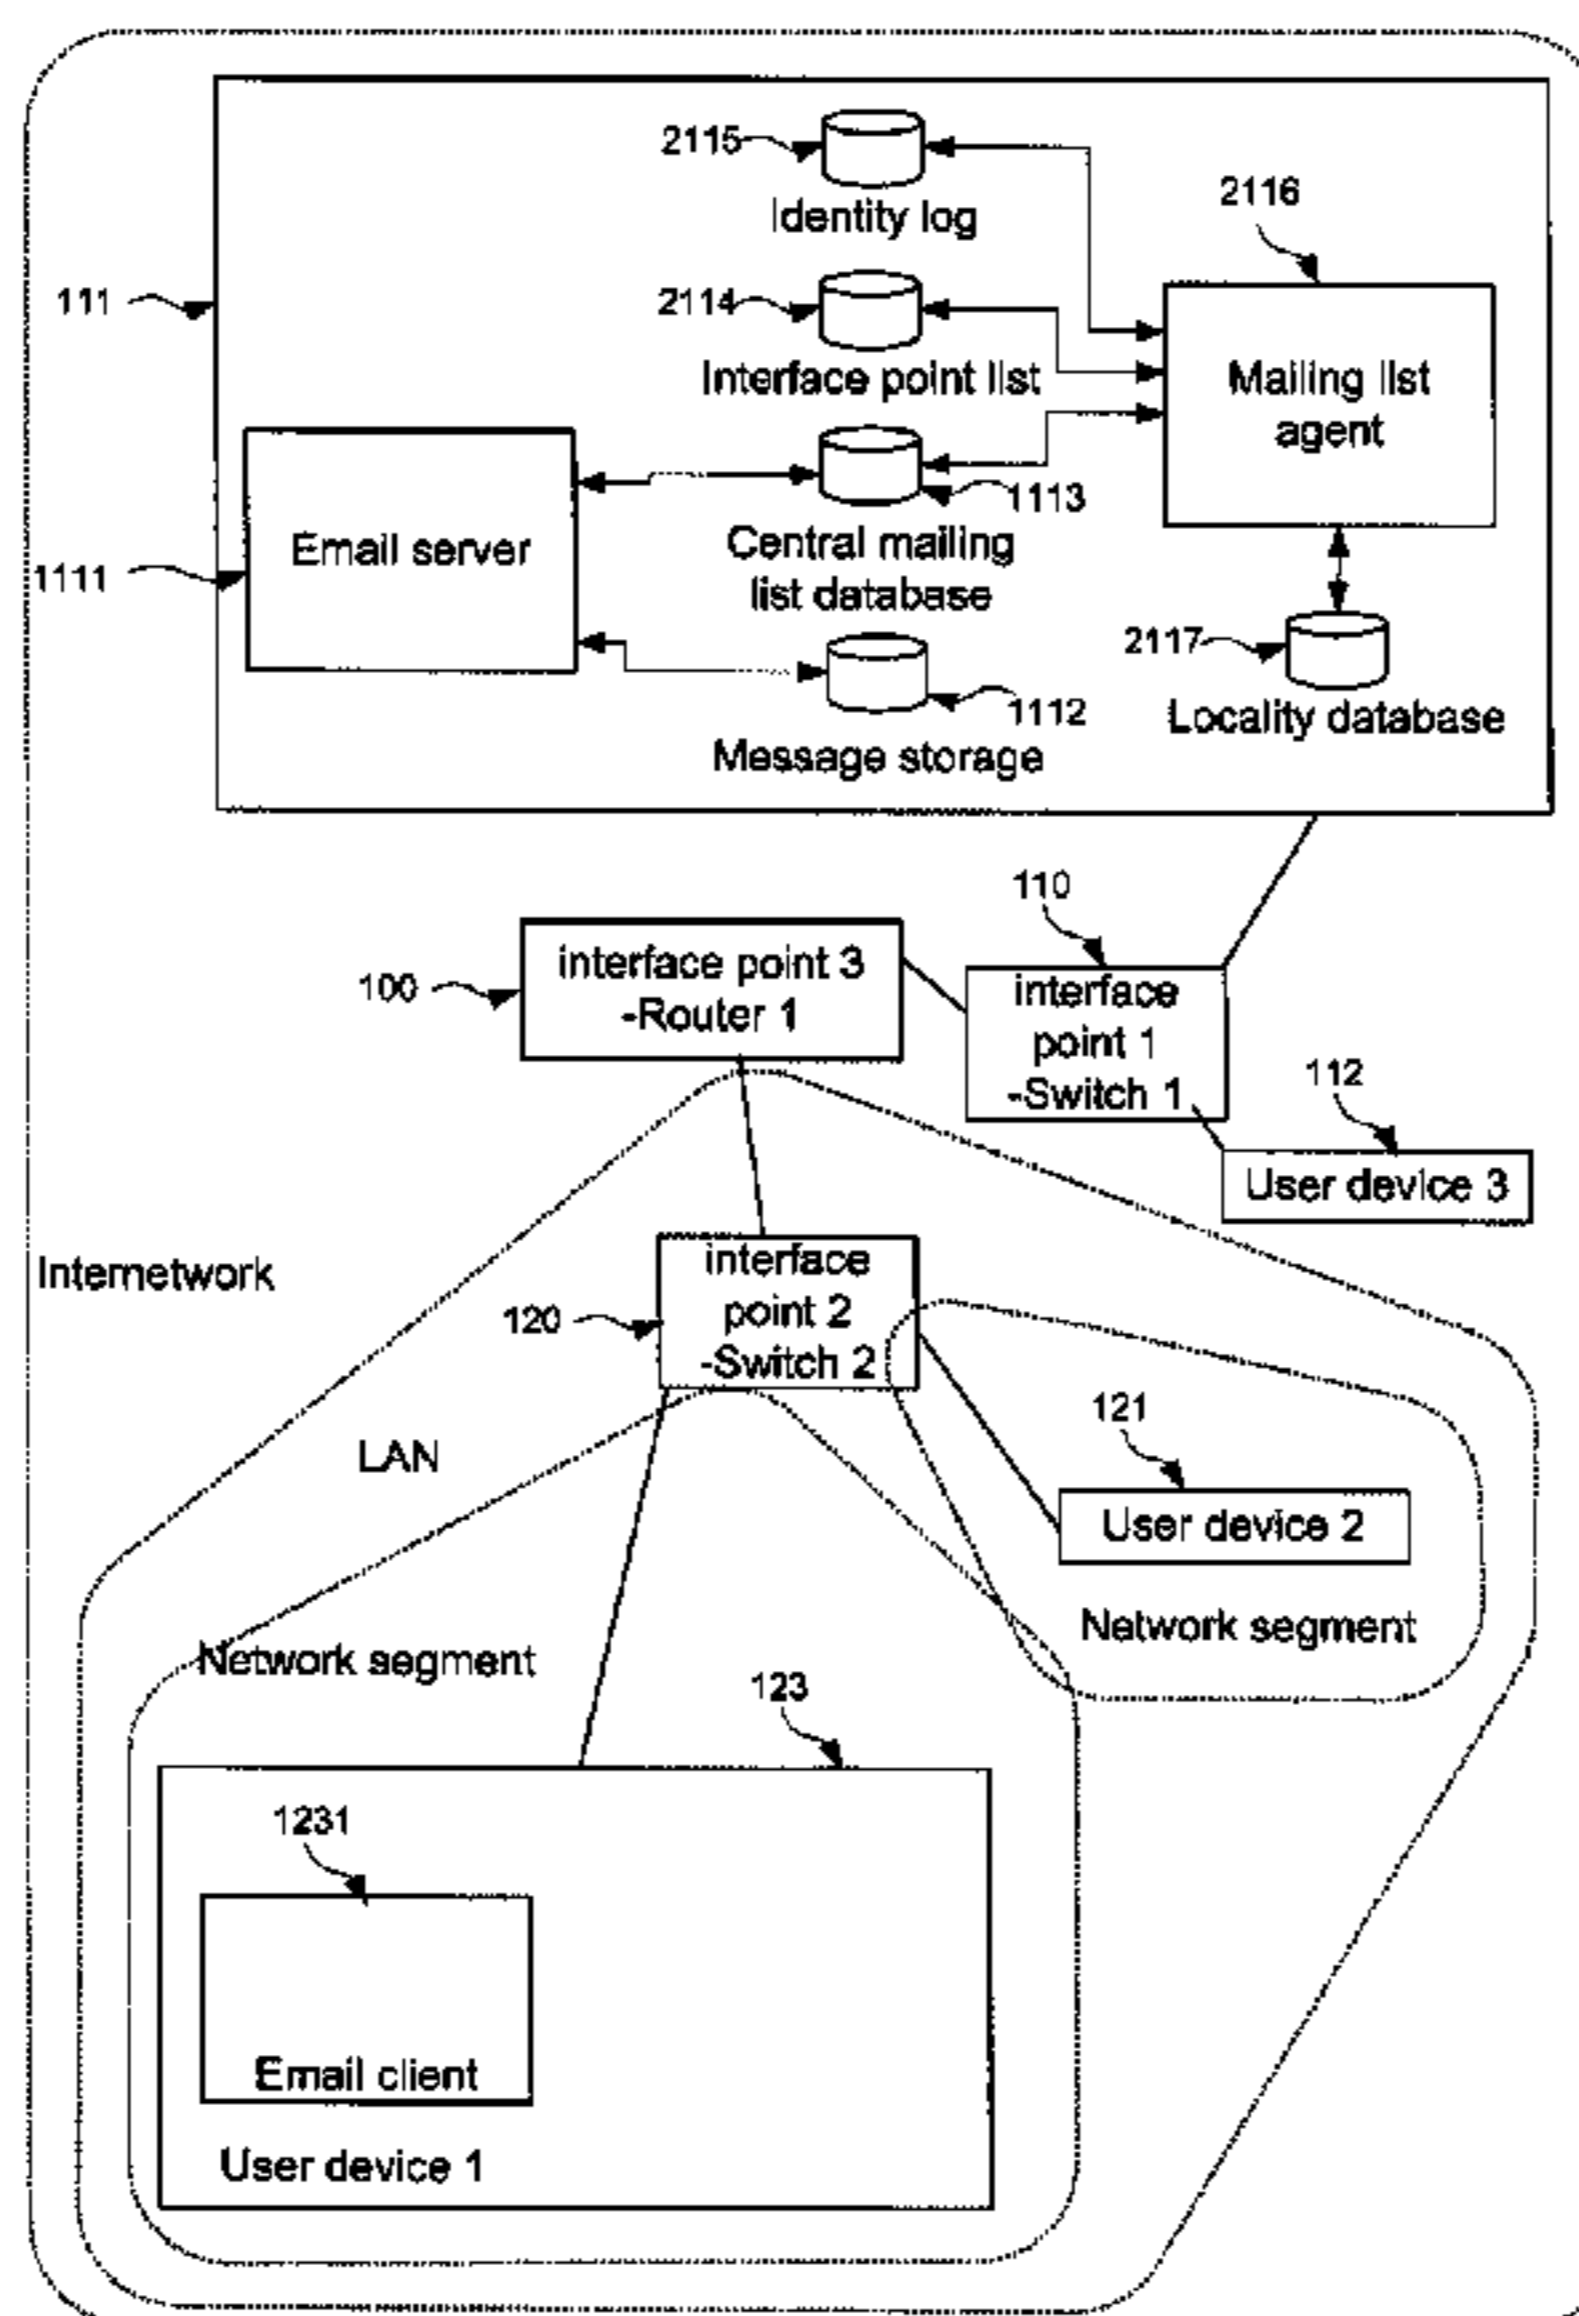 2115
Identity log
2116
111
2114
Interface point list
Mailing list
agent
1113
Email server
Central mailing
list database
1111
2117
1112
Locality database
Message storage
110
interface point 3
-Router 1
100
interface
point 1
-Switch 1
112
User device 3
Internetwork
interface
point 2
-Switch 2
120
121
LAN
User device 2
Network segment
Network segment
123
1231
Email client
User device 1